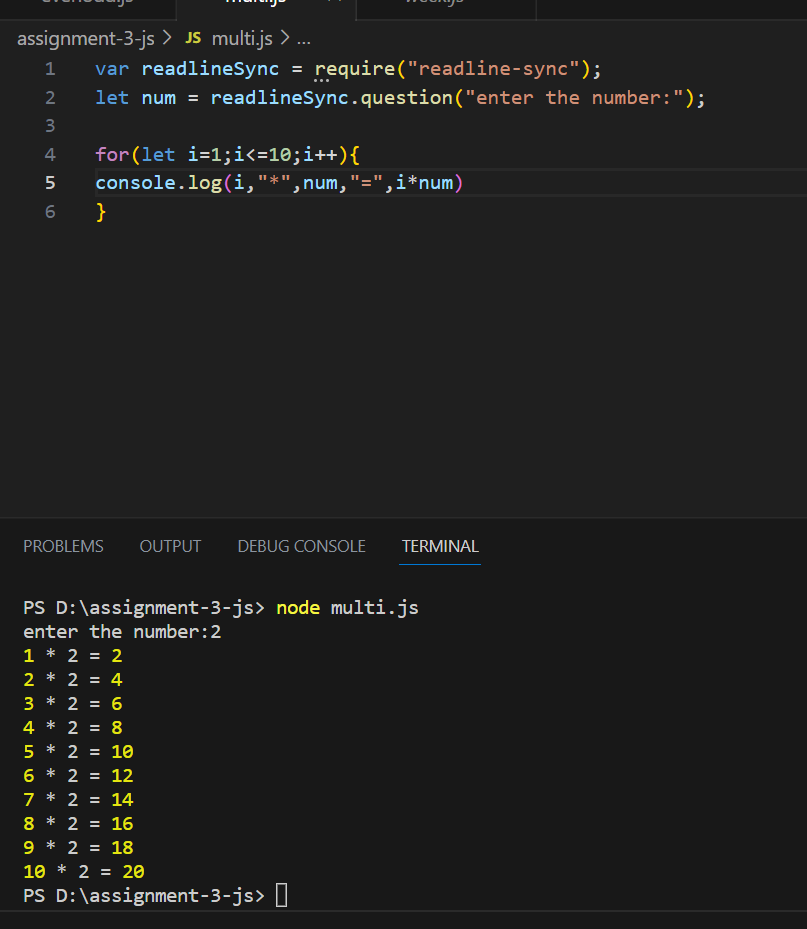 multi.js
assignment-3-js > JS multi.js > ...
1 var readlineSync = require("readline-sync");
2 let num = readlineSync.question("enter the number:");
3
4 for(let i=1;i<=10;i++){
5 console.log(i,"*",num,"=",i*num)
6 }
PROBLEMS OUTPUT DEBUG CONSOLE TERMINAL
PS D:\assignment-3-js> node multi.js
enter the number:2
1 * 2 = 2
2 * 2 = 4
3 * 2 = 6
4 * 2 = 8
5 * 2 = 10
6 * 2 = 12
7 * 2 = 14
8 * 2 = 16
9 * 2 = 18
10 * 2 = 20
PS D:\assignment-3-js>